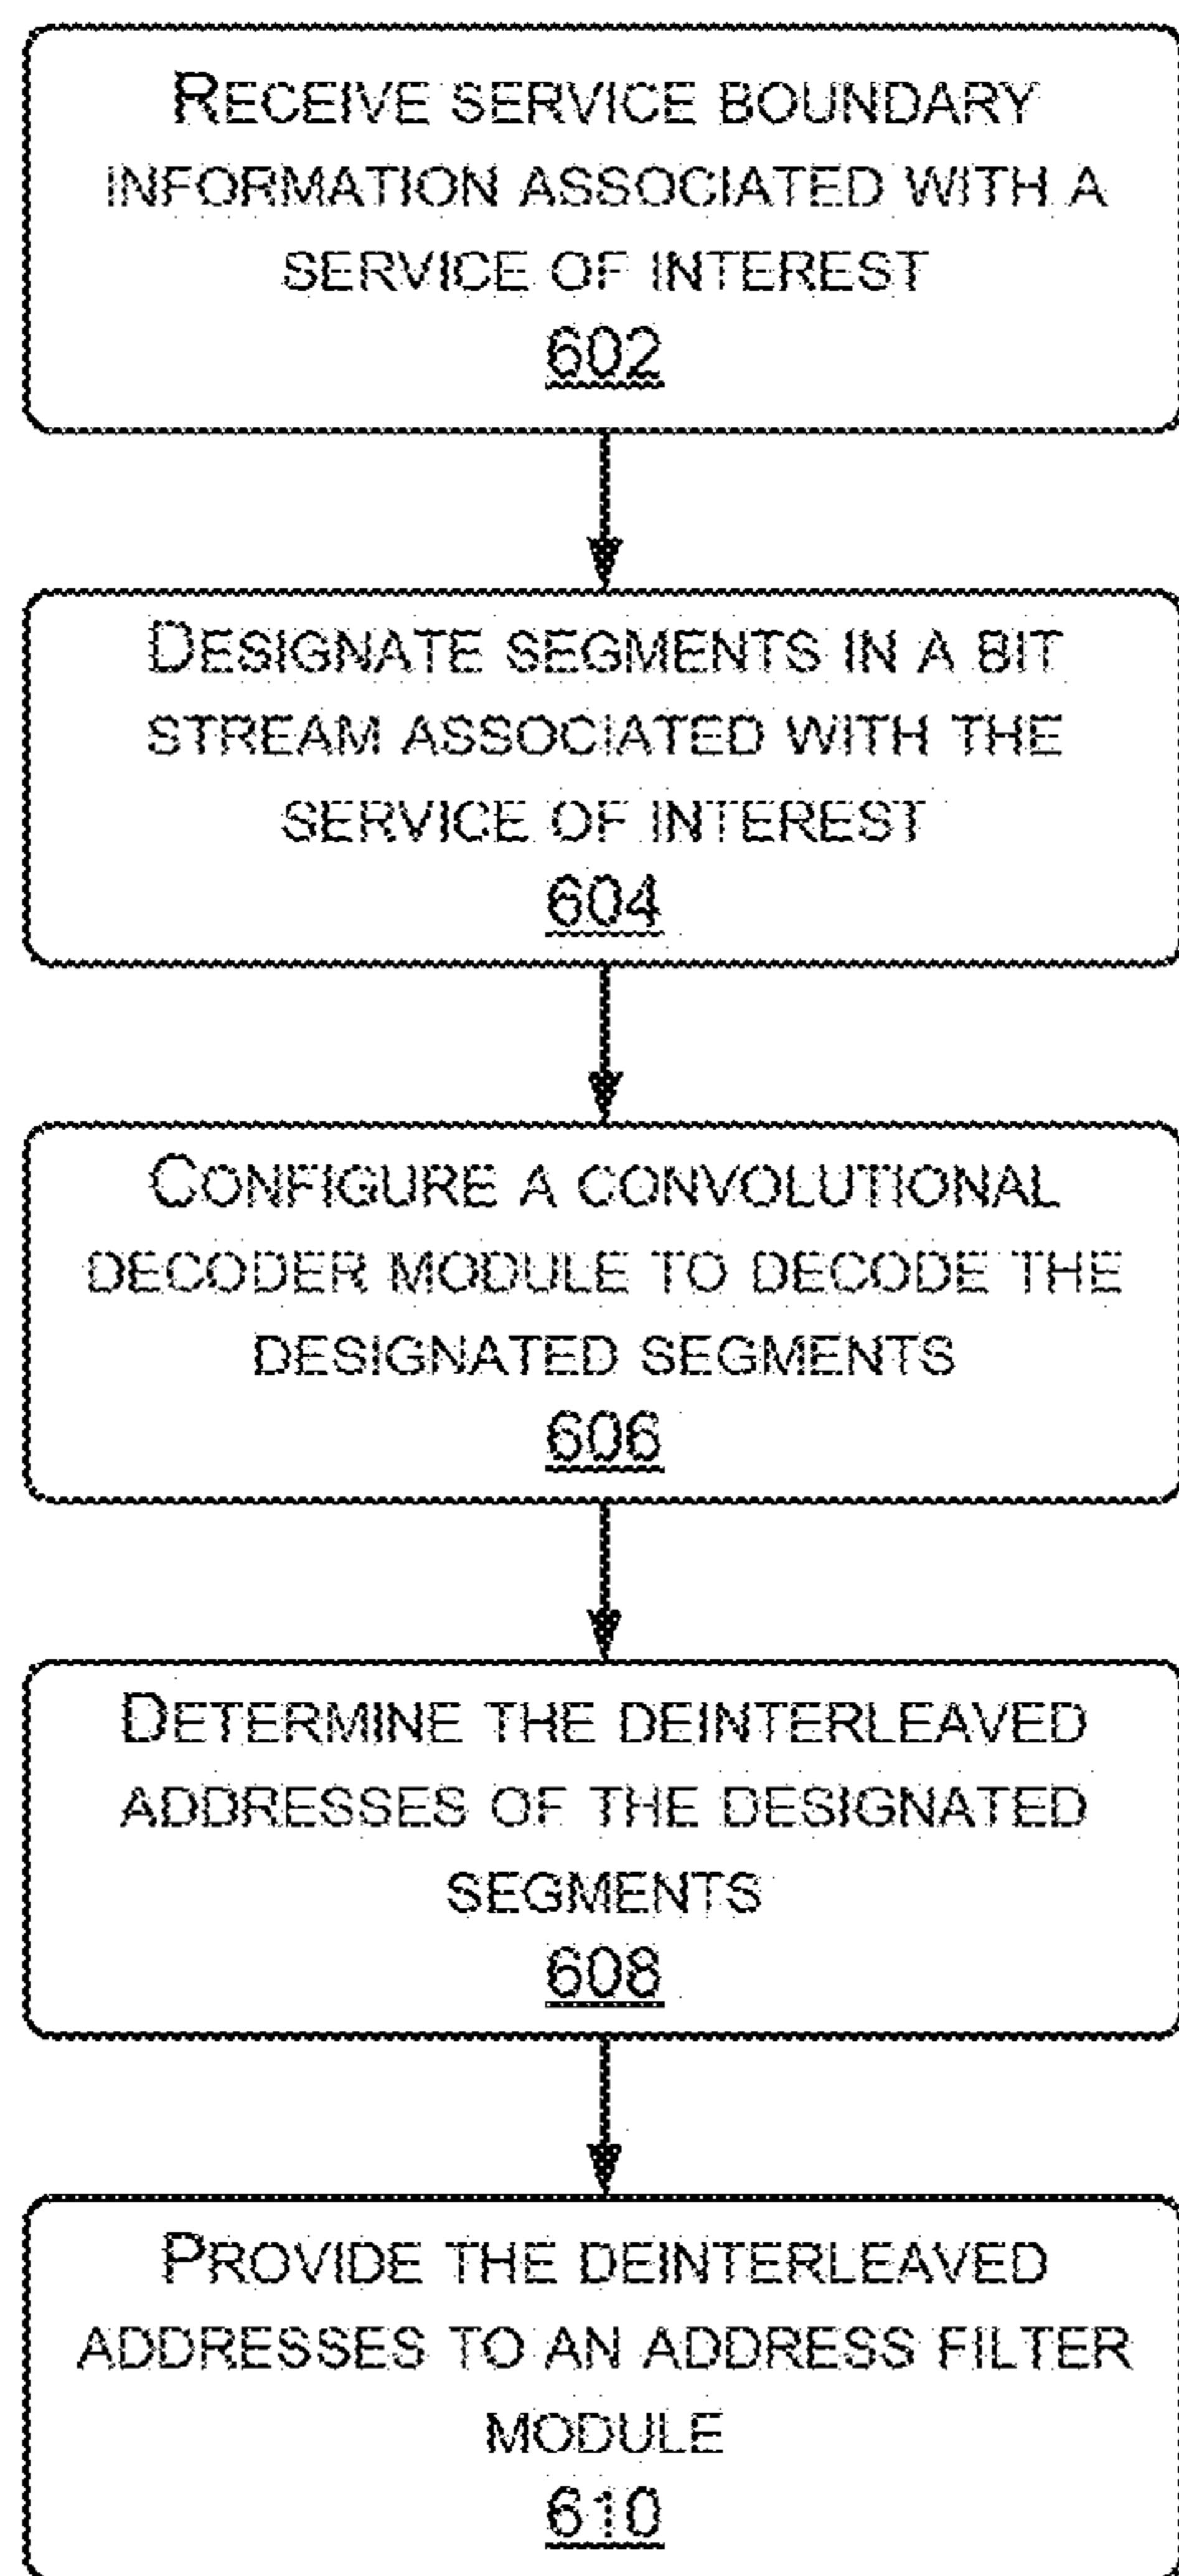 RECEIVE SERVICE BOUNDARY
INFORMATION ASSOCIATED WITH A
SERVICE OF INTEREST
602
DESIGNATE SEGMENTS IN A BIT
STREAM ASSOCIATED WITH THE
SERVICE OF INTEREST
604
CONFIGURE A CONVOLUTIONAL
DECODER MODULE TO DECODE THE
DESIGNATED SEGMENTS
606
DETERMINE THE DEINTERLEAVED
ADDRESSES OF THE DESIGNATED
SEGMENTS
608
PROVIDE THE DEINTERLEAVED
ADDRESSES TO AN ADDRESS FILTER
MODULE
610